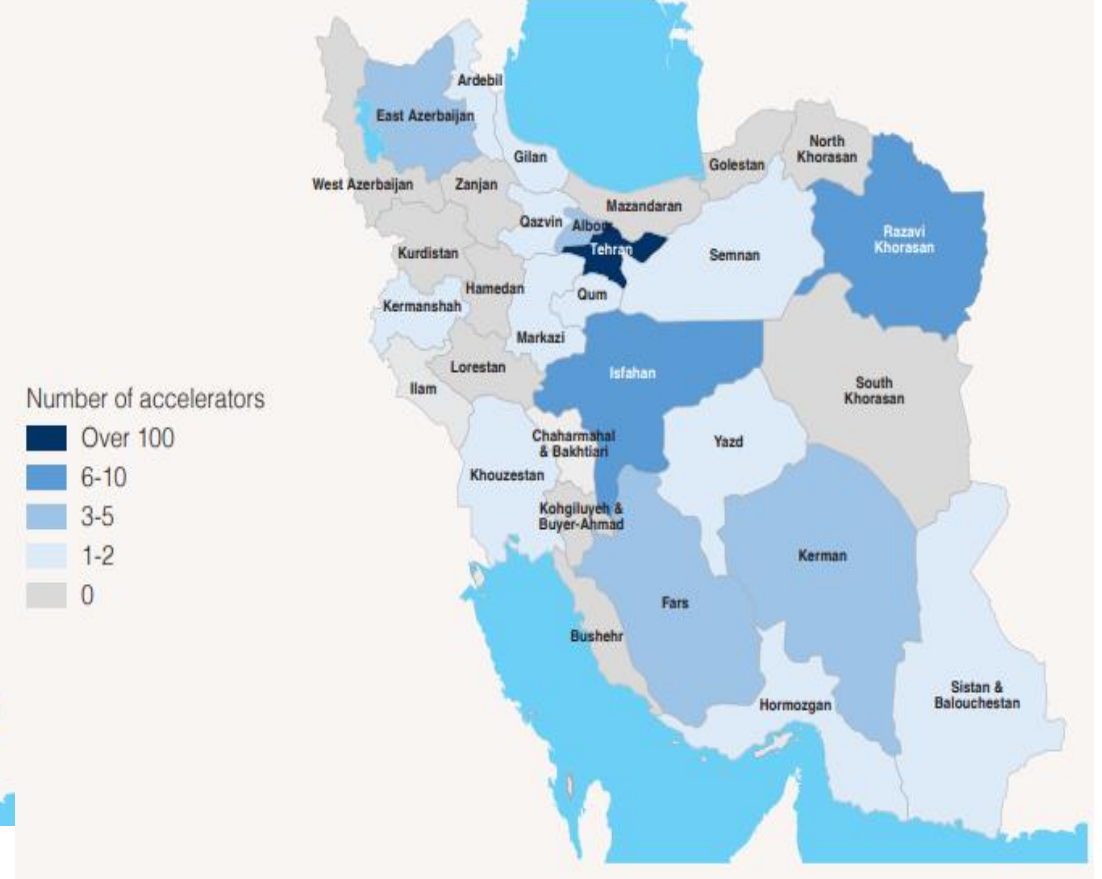 Ardebil
East Azerbaijan
North
Khorasan
Gilan
Golestan
West Azerbaijan
Zanjan
Mazandaran
Qazvin
Alborz
Razavi
Khorasan
Tehran
Kurdistan
Semnan
Hamedan
Qum
Kermanshah
Markazi
Lorestan
Isfahan
Ilam
South
Khorasan
Number of accelerators
Over 100
6-10
3-5
1-2
0
Chaharmahal
& Bakhtiari
Yazd
Khouzestan
Kohgiluyeh &
Buyer-Ahmad
Kerman
Fars
Bushehr
Sistan &
Balouchestan
Hormozgan